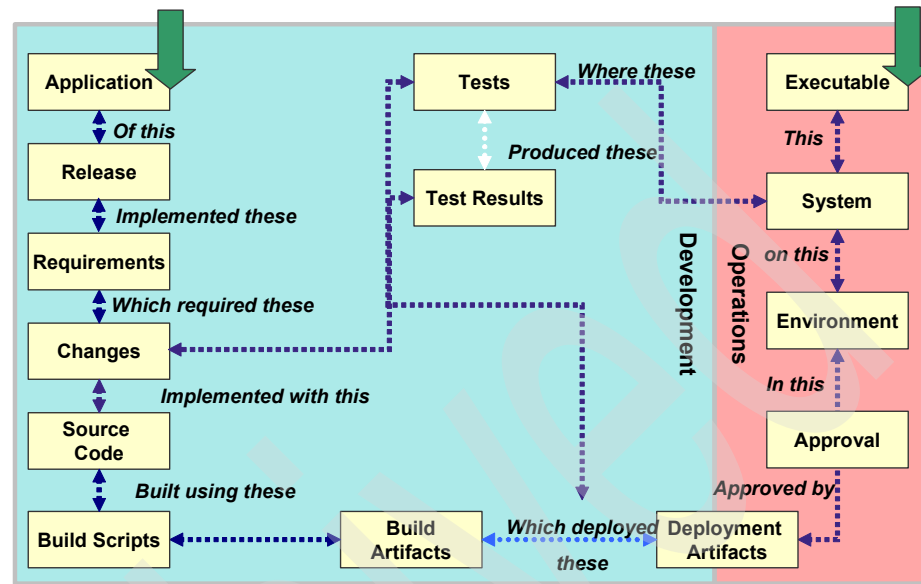 Application
Of this
Release
Implemented these
Requirements
Which required these
Changes
Implemented with this
Source
Code
Built using these
Build Scripts
Tests
Where these
Produced these
Test Results
Build
Artifacts
Which deployed
these
Development
Operations
Executable
This
System
on this
Environment
In this
Approval
Approved by
Deployment
Artifacts